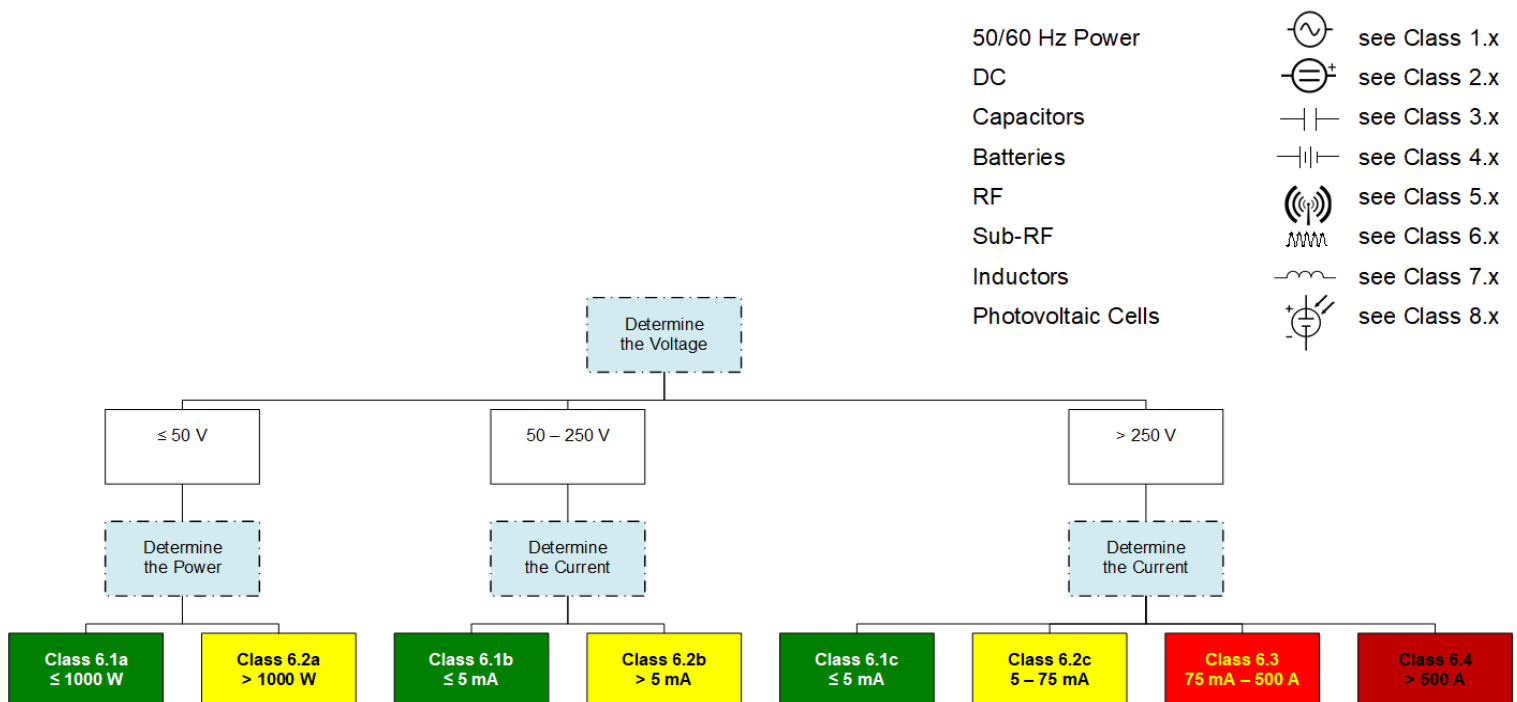 50/60 Hz Power see Class 1.x
DC see Class 2.x
Capacitors see Class 3.x
Batteries see Class 4.x
RF see Class 5.x
Sub-RF see Class 6.x
Inductors see Class 7.x
Photovoltaic Cells see Class 8.x
Determine
the Voltage
≤ 50 V
50 – 250 V
> 250 V
Determine
the Power
Determine
the Current
Determine
the Current
Class 6.1a
≤ 1000 W
Class 6.2a
> 1000 W
Class 6.1b
≤ 5 mA
Class 6.2b
> 5 mA
Class 6.1c
≤ 5 mA
Class 6.2c
5 – 75 mA
Class 6.3
75 mA – 500 A
Class 6.4
> 500 A